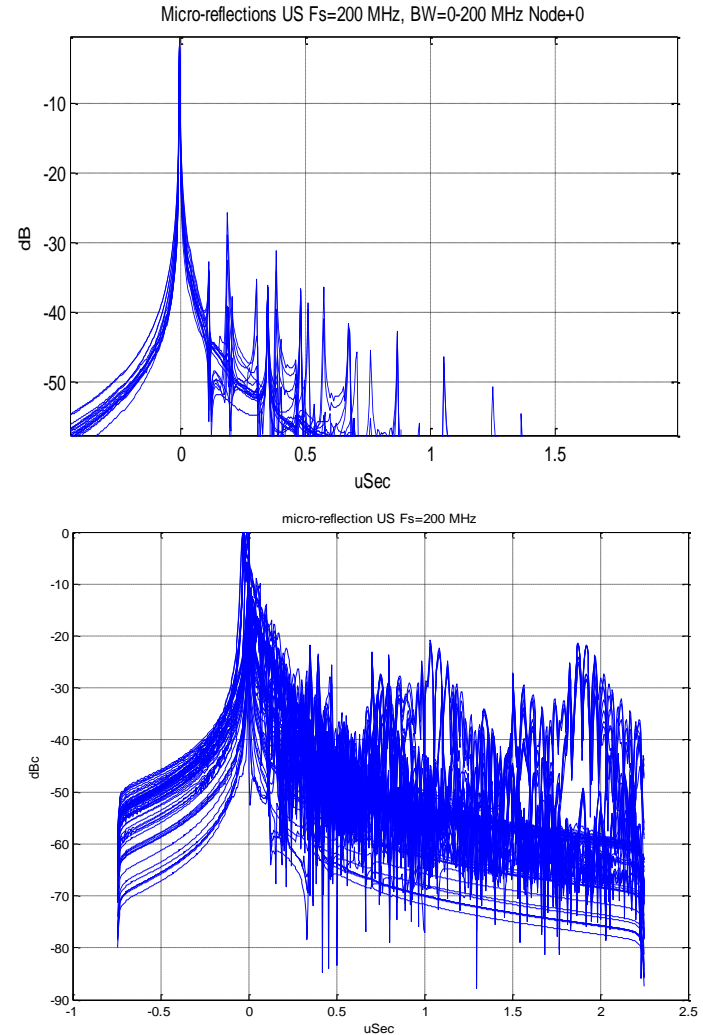 Micro-reflections US Fs=200 MHz, BW=0-200 MHz Node+0
-10
-20
-30
-40
-50
dB
0 0.5 1 1.5
uSec
micro-reflection US Fs=200 MHz
0
-10
-20
-30
-40
-50
-60
-70
-80
-90
dBc
-1 -0.5 0 0.5 1 1.5 2 2.5
uSec